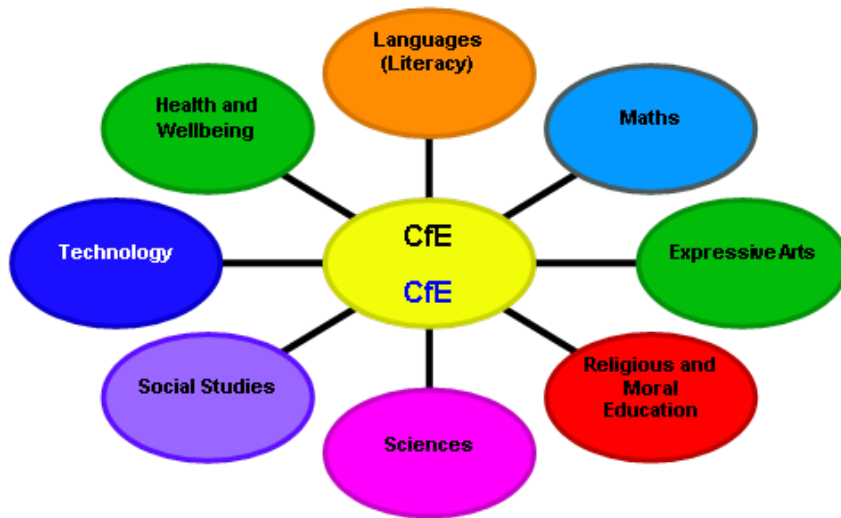 Languages
(Literacy)
Health and
Wellbeing
Maths
Technology
CfE
CfE
Expressive Arts
Social Studies
Religious and
Moral
Education
Sciences